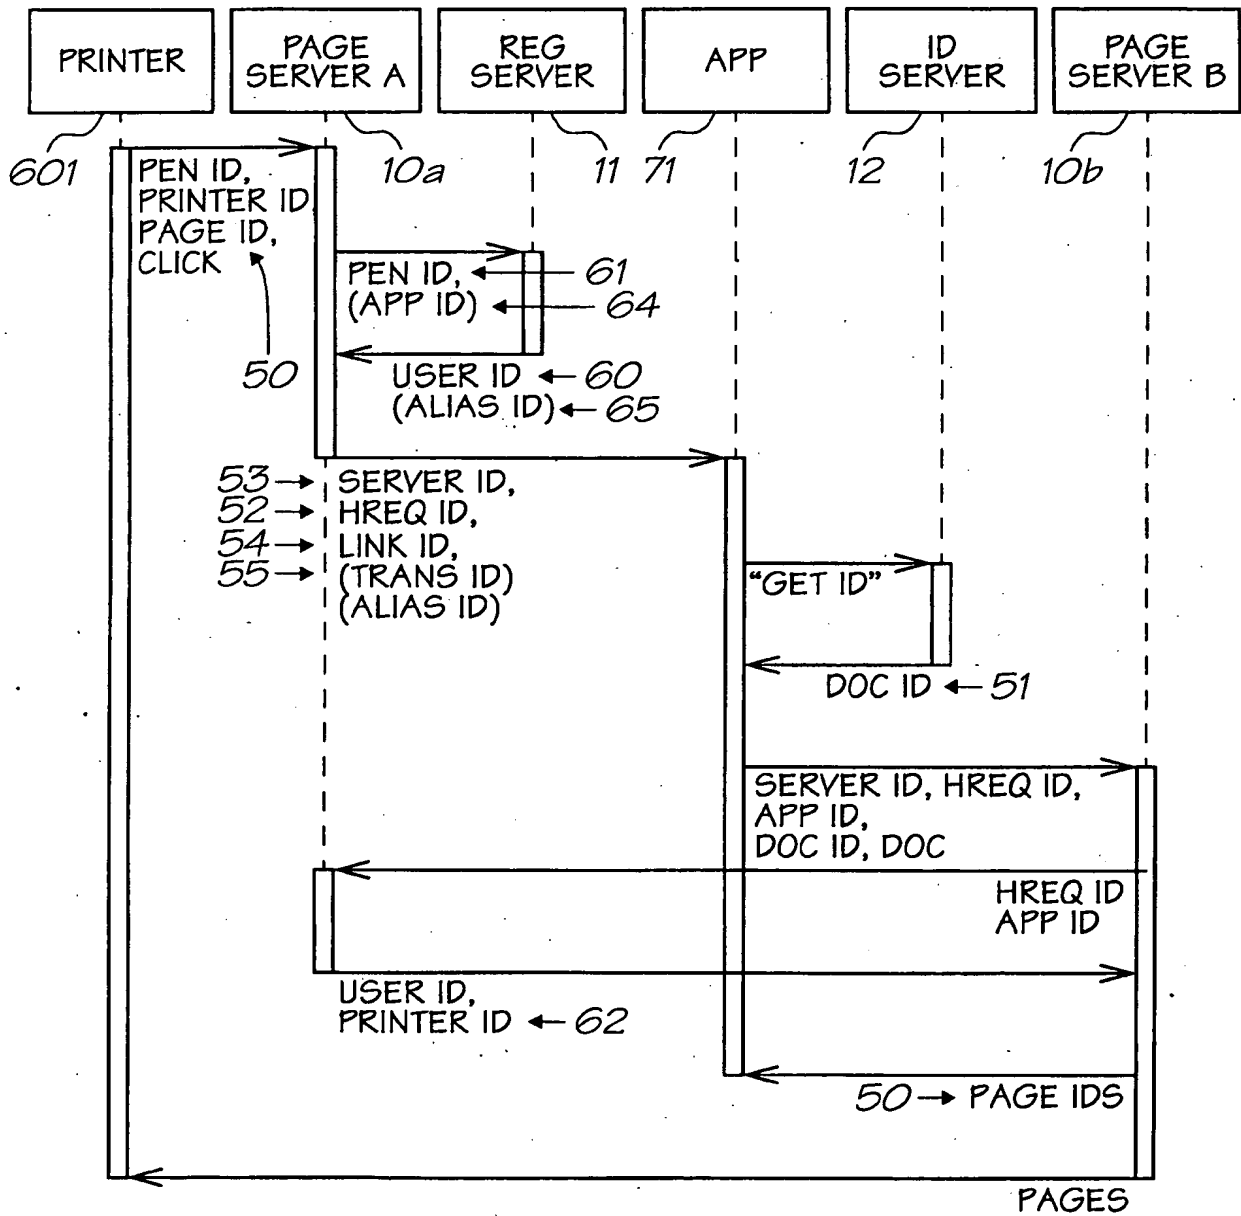 PRINTER
PAGE
SERVER A
REG
SERVER
APP
ID
SERVER
PAGE
SERVER B
601
10a
11
71
12
10b
PEN ID,
PRINTER ID
PAGE ID,
CLICK
50
PEN ID, 61
(APP ID) 64
USER ID 60
(ALIAS ID) 65
53 SERVER ID,
52 HREQ ID,
54 LINK ID,
55 (TRANS ID)
(ALIAS ID)
"GET ID"
DOC ID 51
SERVER ID, HREQ ID,
APP ID,
DOC ID, DOC
HREQ ID
APP ID
USER ID,
PRINTER ID 62
50 PAGE IDS
PAGES